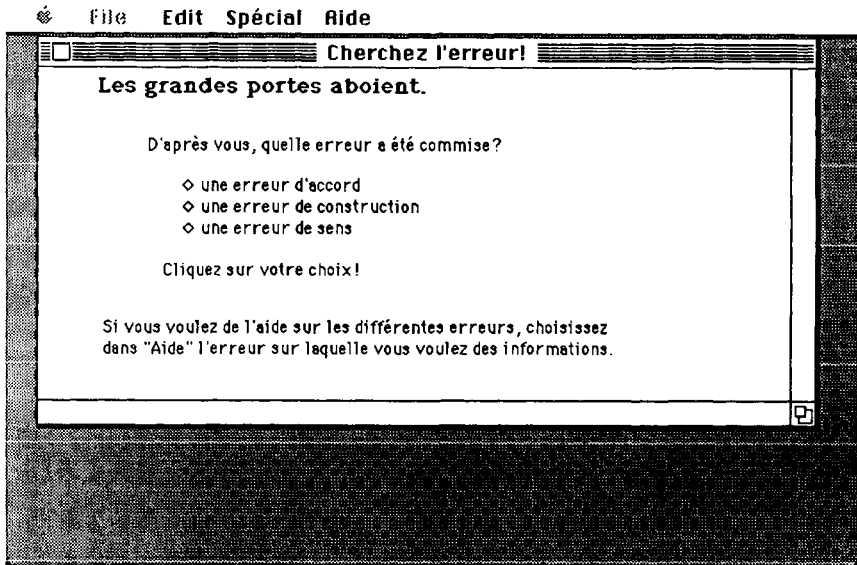 File Edit Spécial Aide
Cherchez l'erreur!
Les grandes portes aboient.
D'après vous, quelle erreur a été commise?
◇ une erreur d'accord
◇ une erreur de construction
◇ une erreur de sens
Cliquez sur votre choix!
Si vous voulez de l'aide sur les différentes erreurs, choisissez
dans "Aide" l'erreur sur laquelle vous voulez des informations.